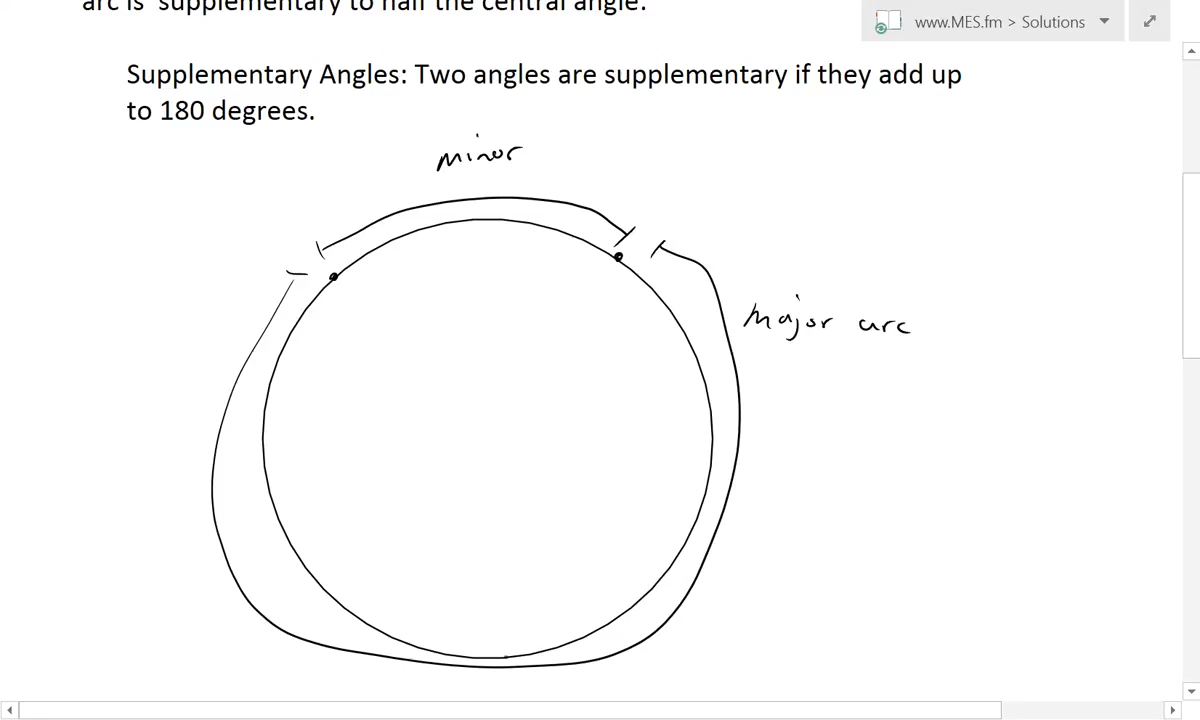 arc is supplementary to half the central angle.
www.MES.fm > Solutions
Supplementary Angles: Two angles are supplementary if they add up
to 180 degrees.
minor
major arc